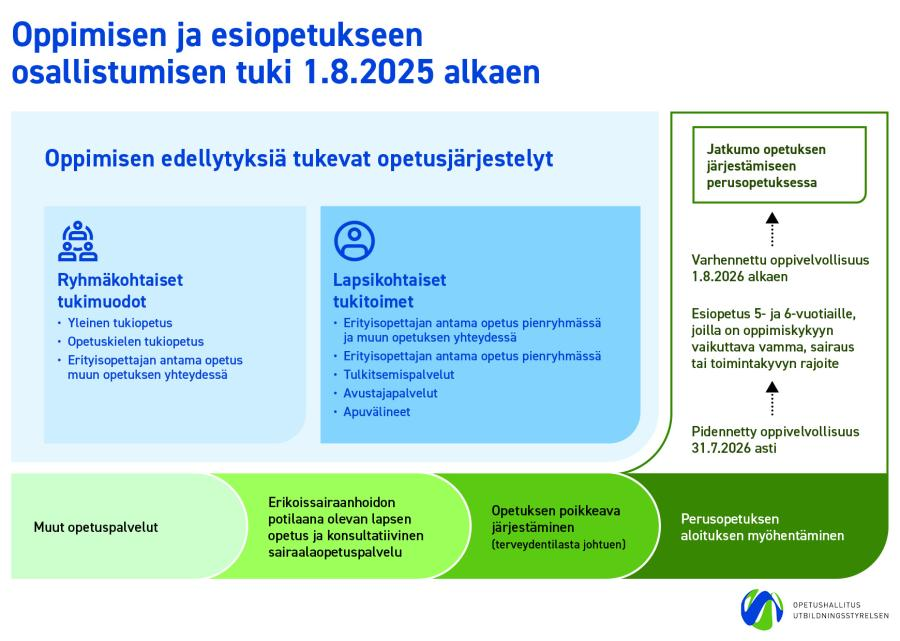 Oppimisen ja esiopetukseen
osallistumisen tuki 1.8.2025 alkaen
Oppimisen edellytyksiä tukevat opetusjärjestelyt
Ryhmäkohtaiset
tukimuodot
• Yleinen tukiopetus
• Opetuskielen tukiopetus
• Erityisopettajan antama opetus
muun opetuksen yhteydessä
Lapsikohtaiset
tukitoimet
• Erityisopettajan antama opetus pienryhmässä
ja muun opetuksen yhteydessä
• Erityisopettajan antama opetus pienryhmässä
• Tulkitsemispalvelut
• Avustajapalvelut
• Apuvälineet
Jatkumo opetuksen
järjestämiseen
perusopetuksessa
Varhennettu oppivelvollisuus
1.8.2026 alkaen
Esiopetus 5- ja 6-vuotiaille,
joilla on oppimiskykyyn
vaikuttava vamma, sairaus
tai toimintakyvyn rajoite
Pidennetty oppivelvollisuus
31.7.2026 asti
Muut opetuspalvelut
Erikoissairaanhoidon
potilaana olevan lapsen
opetus ja konsultatiivinen
sairaalaopetuspalvelu
Opetuksen poikkeava
järjestäminen
(terveydentilasta johtuen)
Perusopetuksen
aloituksen myöhentäminen
OPETUSHALLITUS
UTBILDNINGSSTYRELSEN